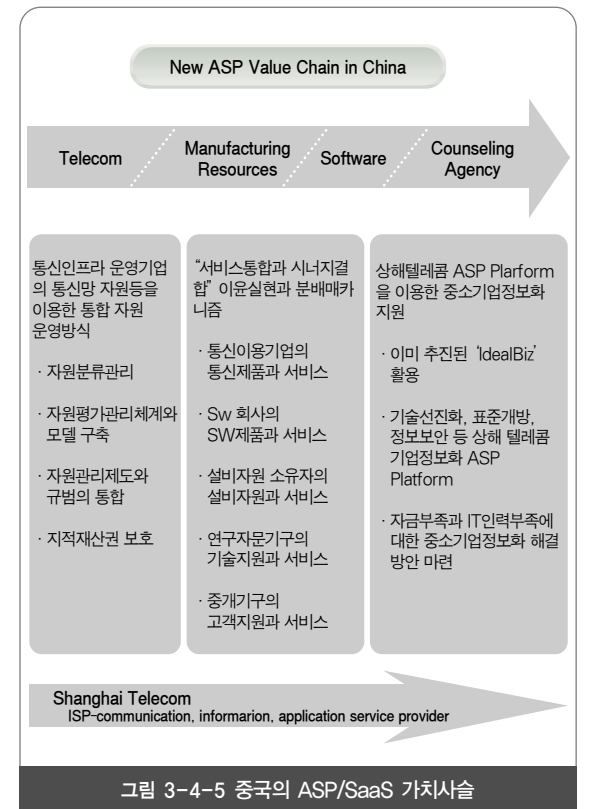 New ASP Value Chain in China
Telecom
Manufacturing
Resources
Software
Counseling
Agency
통신인프라 운영기업
의 통신망 자원등을
이용한 통합 자원
운영방식
· 자원분류관리
· 자원평가관리체계와
모델 구축
· 자원관리제도와
규범의 통합
· 지적재산권 보호
“서비스통합과 시너지결
합” 이윤실현과 분배매카
니즘
· 통신이용기업의
통신제품과 서비스
· Sw 회사의
SW제품과 서비스
· 설비자원 소유자의
설비자원과 서비스
· 연구자문기구의
기술지원과 서비스
· 중개기구의
고객지원과 서비스
상해텔레콤 ASP Plarform
을 이용한 중소기업정보화
지원
· 이미 추진된 ‘IdealBiz’
활용
· 기술선진화, 표준개방,
정보보안 등 상해 텔레콤
기업정보화 ASP
Platform
· 자금부족과 IT인력부족에
대한 중소기업정보화 해결
방안 마련
Shanghai Telecom
ISP-communication, informarion, application service provider
그림 3-4-5 중국의 ASP/SaaS 가치사슬